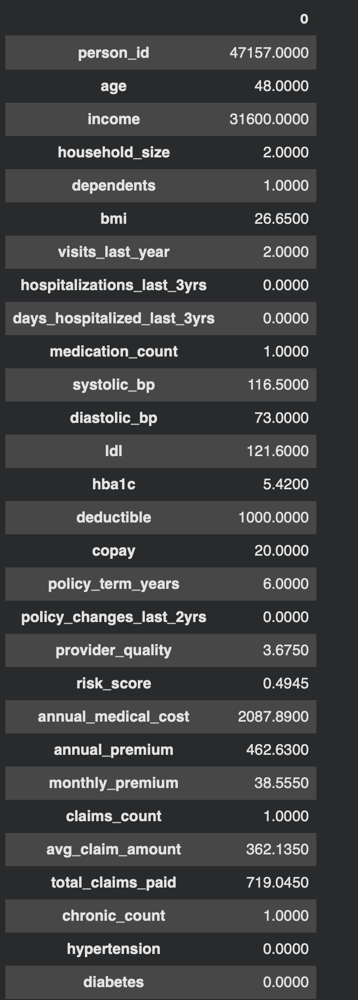 0
person_id 47157.0000
age 48.0000
income 31600.0000
household_size 2.0000
dependents 1.0000
bmi 26.6500
visits_last_year 2.0000
hospitalizations_last_3yrs 0.0000
days_hospitalized_last_3yrs 0.0000
medication_count 1.0000
systolic_bp 116.5000
diastolic_bp 73.0000
ldl 121.6000
hba1c 5.4200
deductible 1000.0000
copay 20.0000
policy_term_years 6.0000
policy_changes_last_2yrs 0.0000
provider_quality 3.6750
risk_score 0.4945
annual_medical_cost 2087.8900
annual_premium 462.6300
monthly_premium 38.5550
claims_count 1.0000
avg_claim_amount 362.1350
total_claims_paid 719.0450
chronic_count 1.0000
hypertension 0.0000
diabetes 0.0000